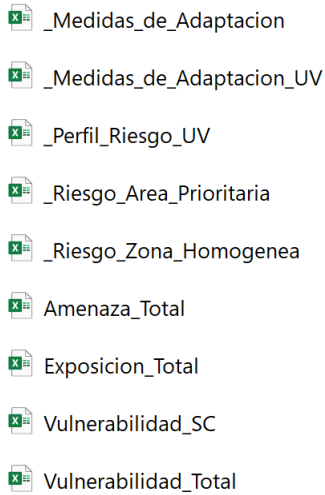 _Medidas_de_Adaptacion
_Medidas_de_Adaptacion_UV
_Perfil_Riesgo_UV
_Riesgo_Area_Prioritaria
_Riesgo_Zona_Homogenea
Amenaza_Total
Exposicion_Total
Vulnerabilidad_SC
Vulnerabilidad_Total